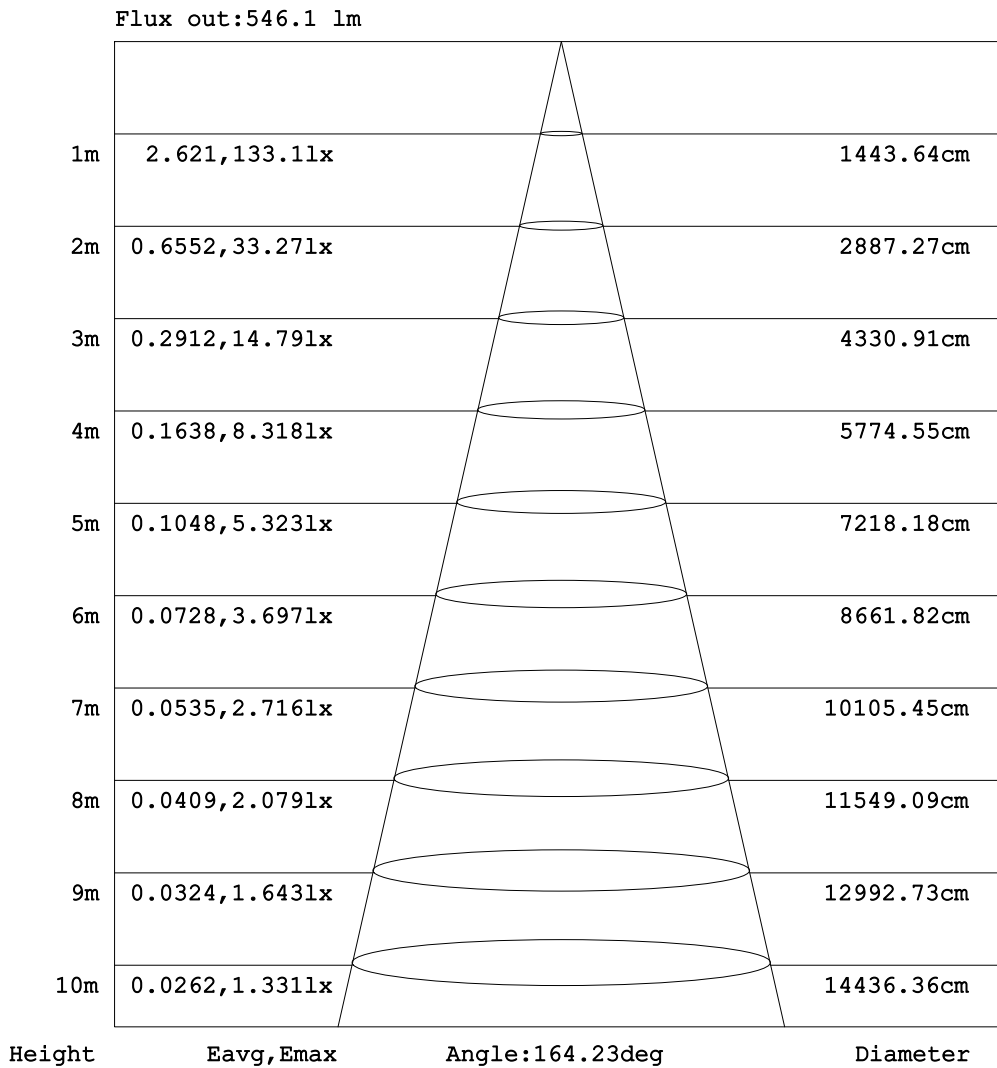 Flux out:546.1 lm
1m 2.621,133.1lx 1443.64cm
2m 0.6552,33.27lx 2887.27cm
3m 0.2912,14.79lx 4330.91cm
4m 0.1638,8.318lx 5774.55cm
5m 0.1048,5.323lx 7218.18cm
6m 0.0728,3.697lx 8661.82cm
7m 0.0535,2.716lx 10105.45cm
8m 0.0409,2.079lx 11549.09cm
9m 0.0324,1.643lx 12992.73cm
10m 0.0262,1.331lx 14436.36cm
Height Eavg,Emax Angle:164.23deg Diameter